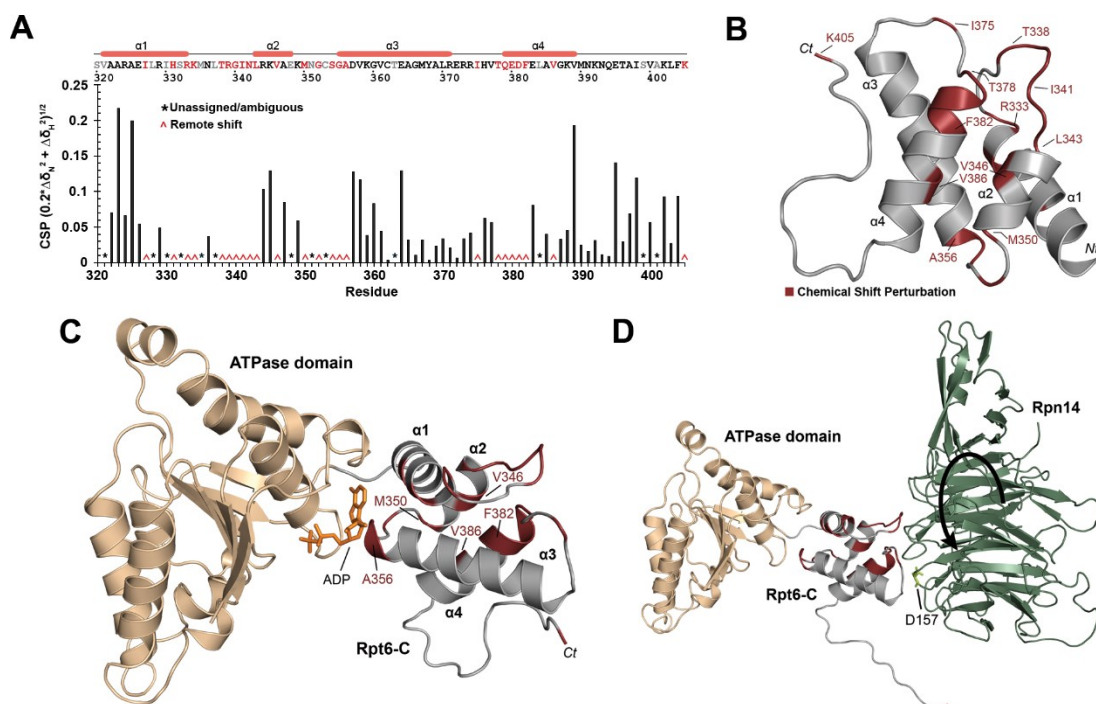 A
α1 α2 α3 α4
SVAARAEILRIHSRKMNLTRGINLRKVAEKMNGCSGADVKGVCTEAGMYALRERRIHVTQEDFELAVGKVMNKNQETAISVAKLFK
320 330 340 350 360 370 380 390 400
* Unassigned/ambiguous
^ Remote shift
CSP (0.2*ΔδN² + ΔδH²)1/2
0.25
0.2
0.15
0.1
0.05
0
320 330 340 350 360 370 380 390 400
Residue
B
I375
T338
Ct
K405
α3
T378
I341
R333
F382
L343
V346
V386
α2
α1
α4
M350
Nt
A356
Chemical Shift Perturbation
C
ATPase domain
α1
α2
V346
M350
F382
V386
α3
ADP
A356
α4
Rpt6-C
Ct
D
Rpn14
ATPase domain
Rpt6-C
D157